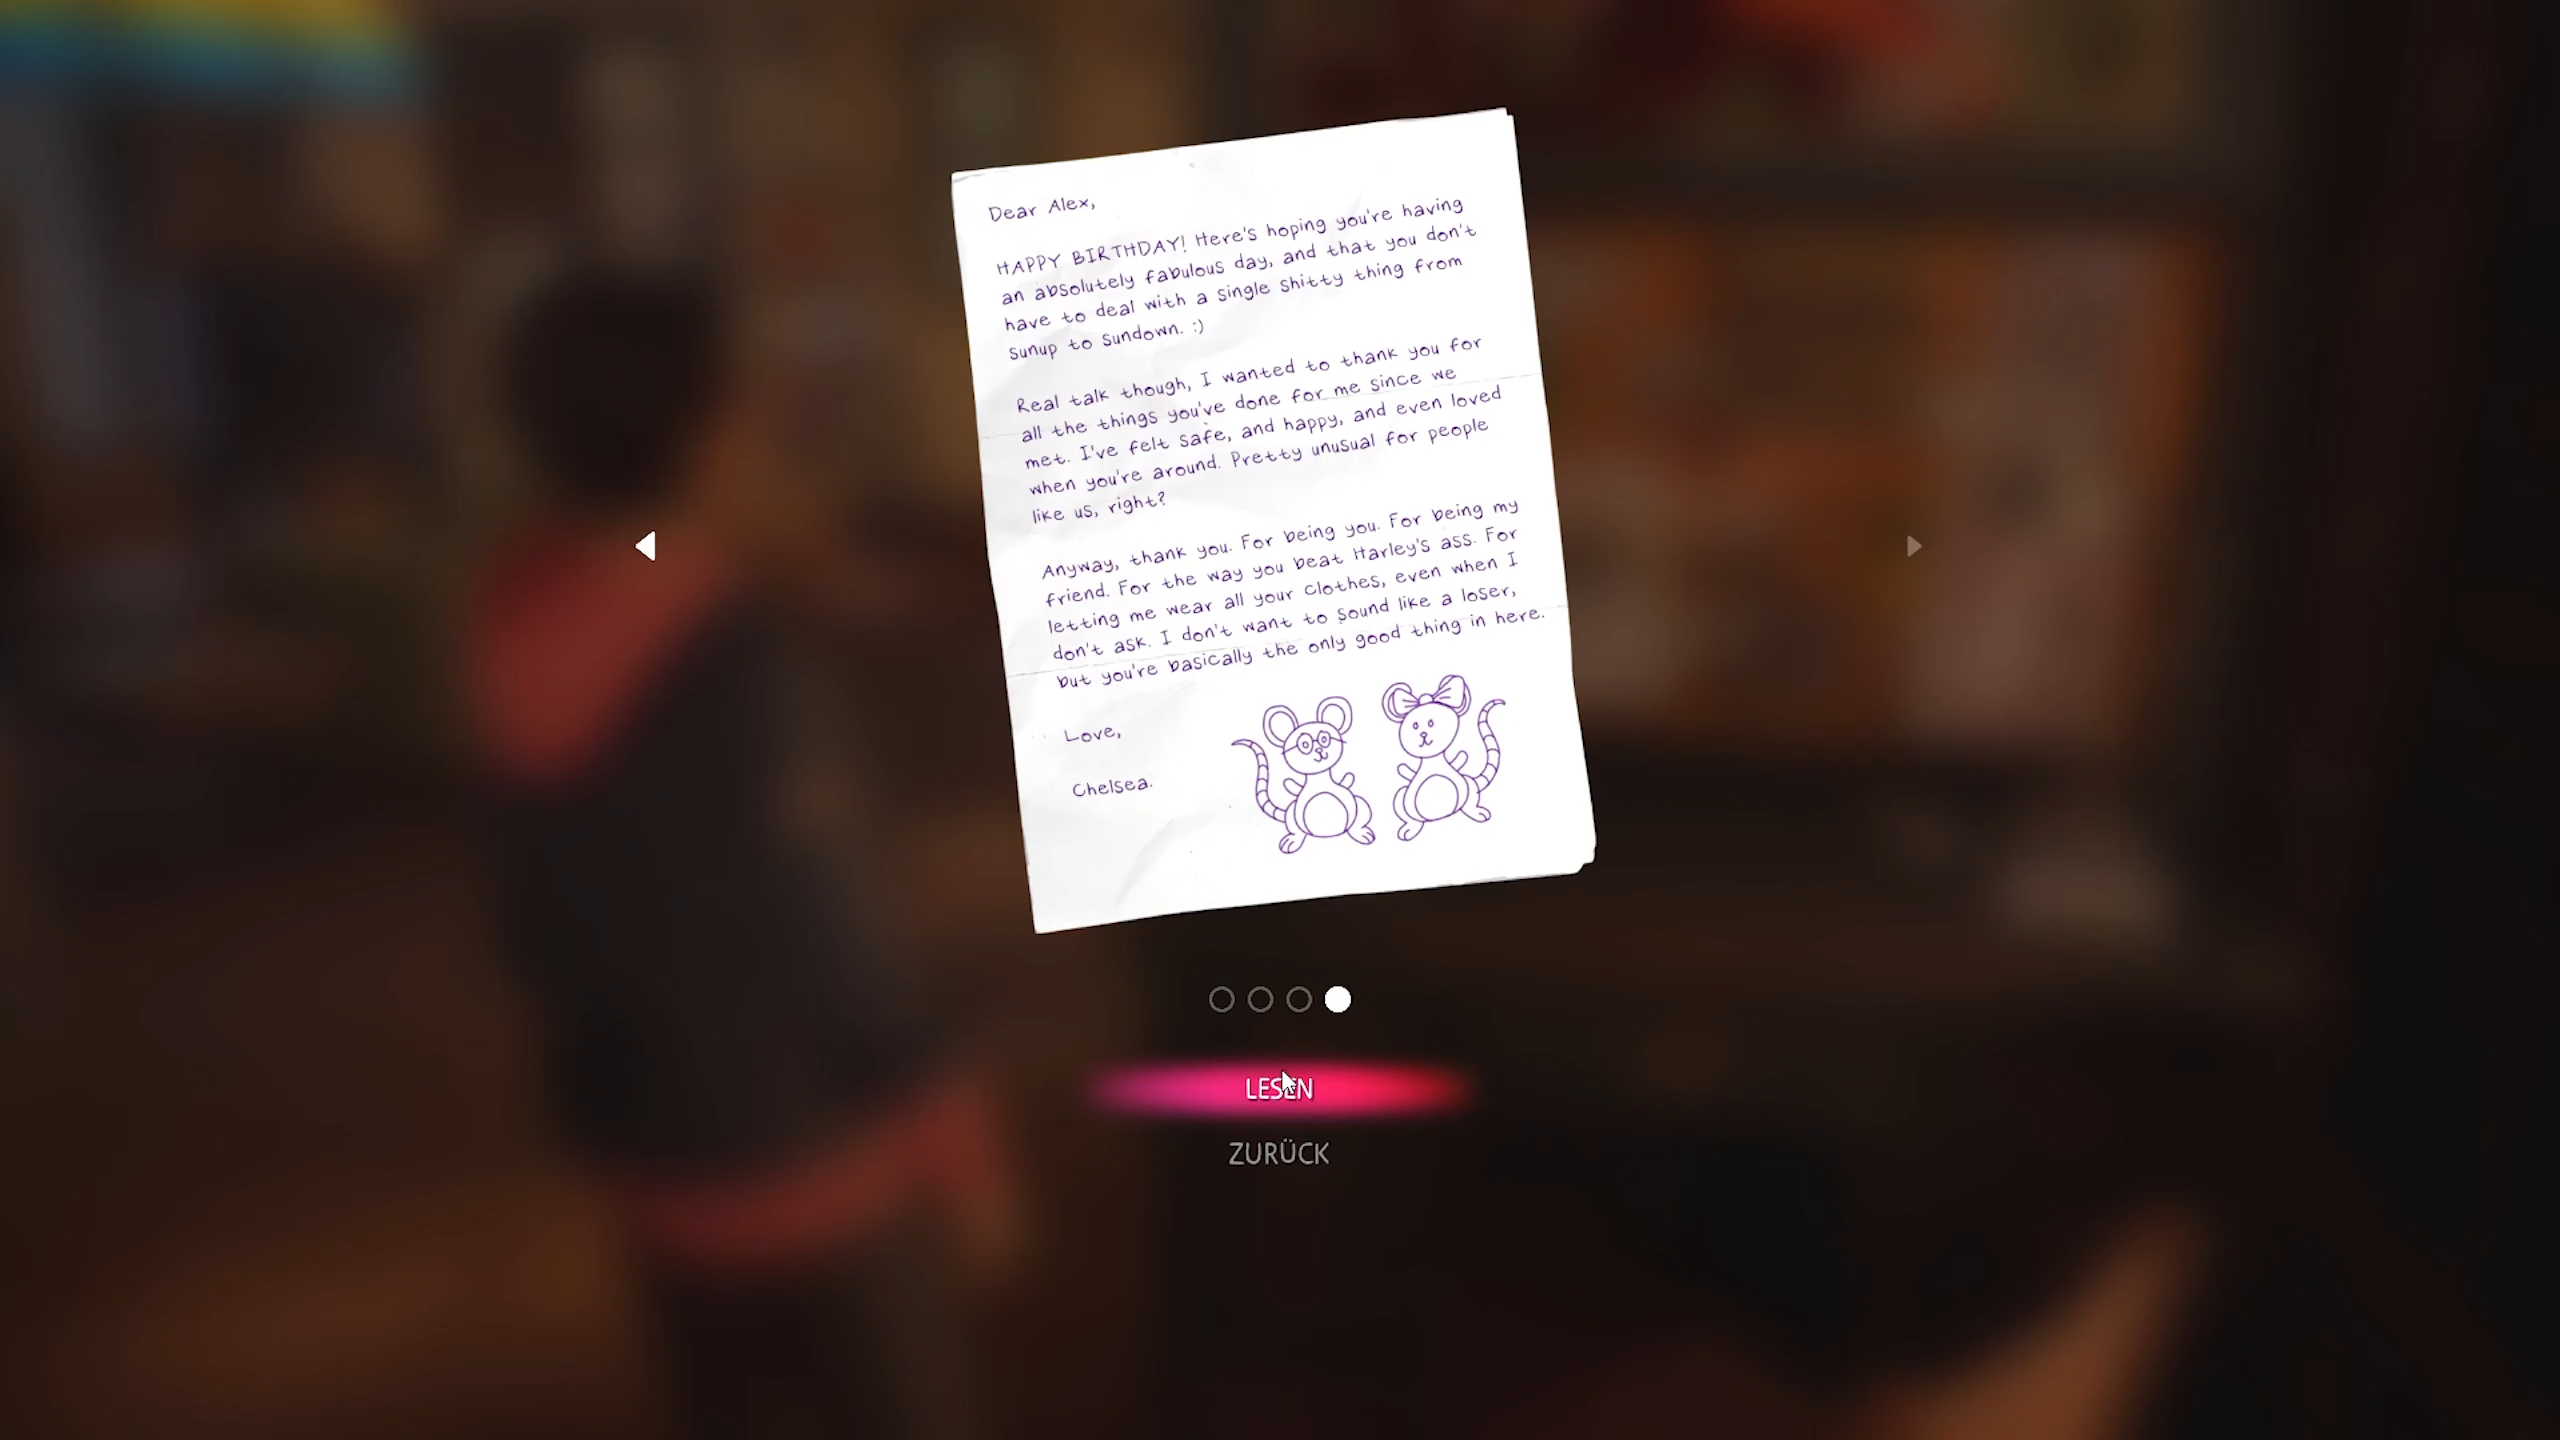 Dear Alex,
HAPPY BIRTHDAY! Here's hoping you're having
an absolutely fabulous day, and that you don't
have to deal with a single shitty thing from
sunup to sundown. :)
Real talk though, I wanted to thank you for
all the things you've done for me since we
met. I've felt safe, and happy, and even loved
when you're around. Pretty unusual for people
like us, right?
Anyway, thank you. For being you. For being my
friend. For the way you beat Harley's ass. For
letting me wear all your clothes, even when I
don't ask. I don't want to sound like a loser,
but you're basically the only good thing in here.
Love,
Chelsea.
LESEN
ZURÜCK